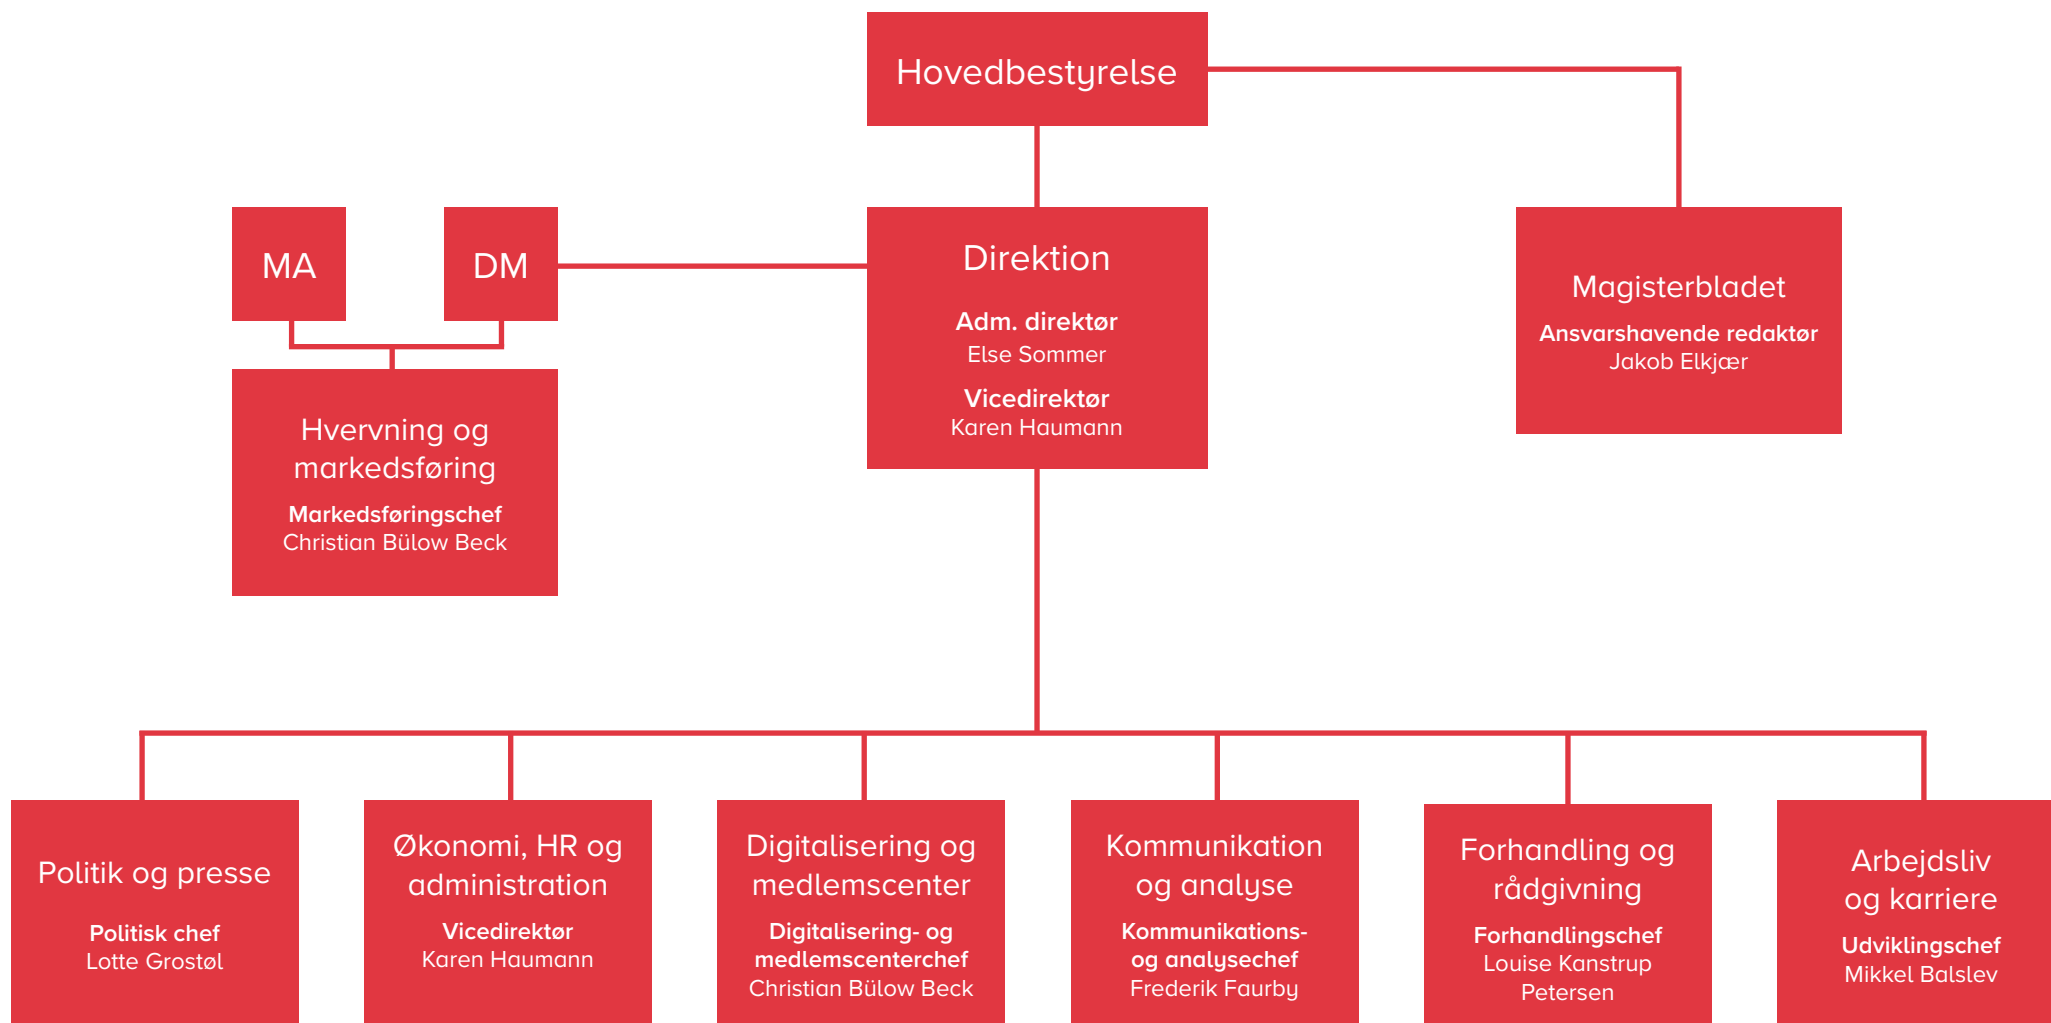 Hovedbestyrelse
MA
DM
Direktion
Adm. direktør
Else Sommer
Vicedirektør
Karen Haumann
Magisterbladet
Ansvarshavende redaktør
Jakob Elkjær
Hvervning og
markedsføring
Markedsføringschef
Christian Bülow Beck
Politik og presse
Politisk chef
Lotte Grostøl
Økonomi, HR og
administration
Vicedirektør
Karen Haumann
Digitalisering og
medlemscenter
Digitalisering- og
medlemscenterchef
Christian Bülow Beck
Kommunikation
og analyse
Kommunikations-
og analysechef
Frederik Faurby
Forhandling og
rådgivning
Forhandlingschef
Louise Kanstrup
Petersen
Arbejdsliv
og karriere
Udviklingschef
Mikkel Balslev